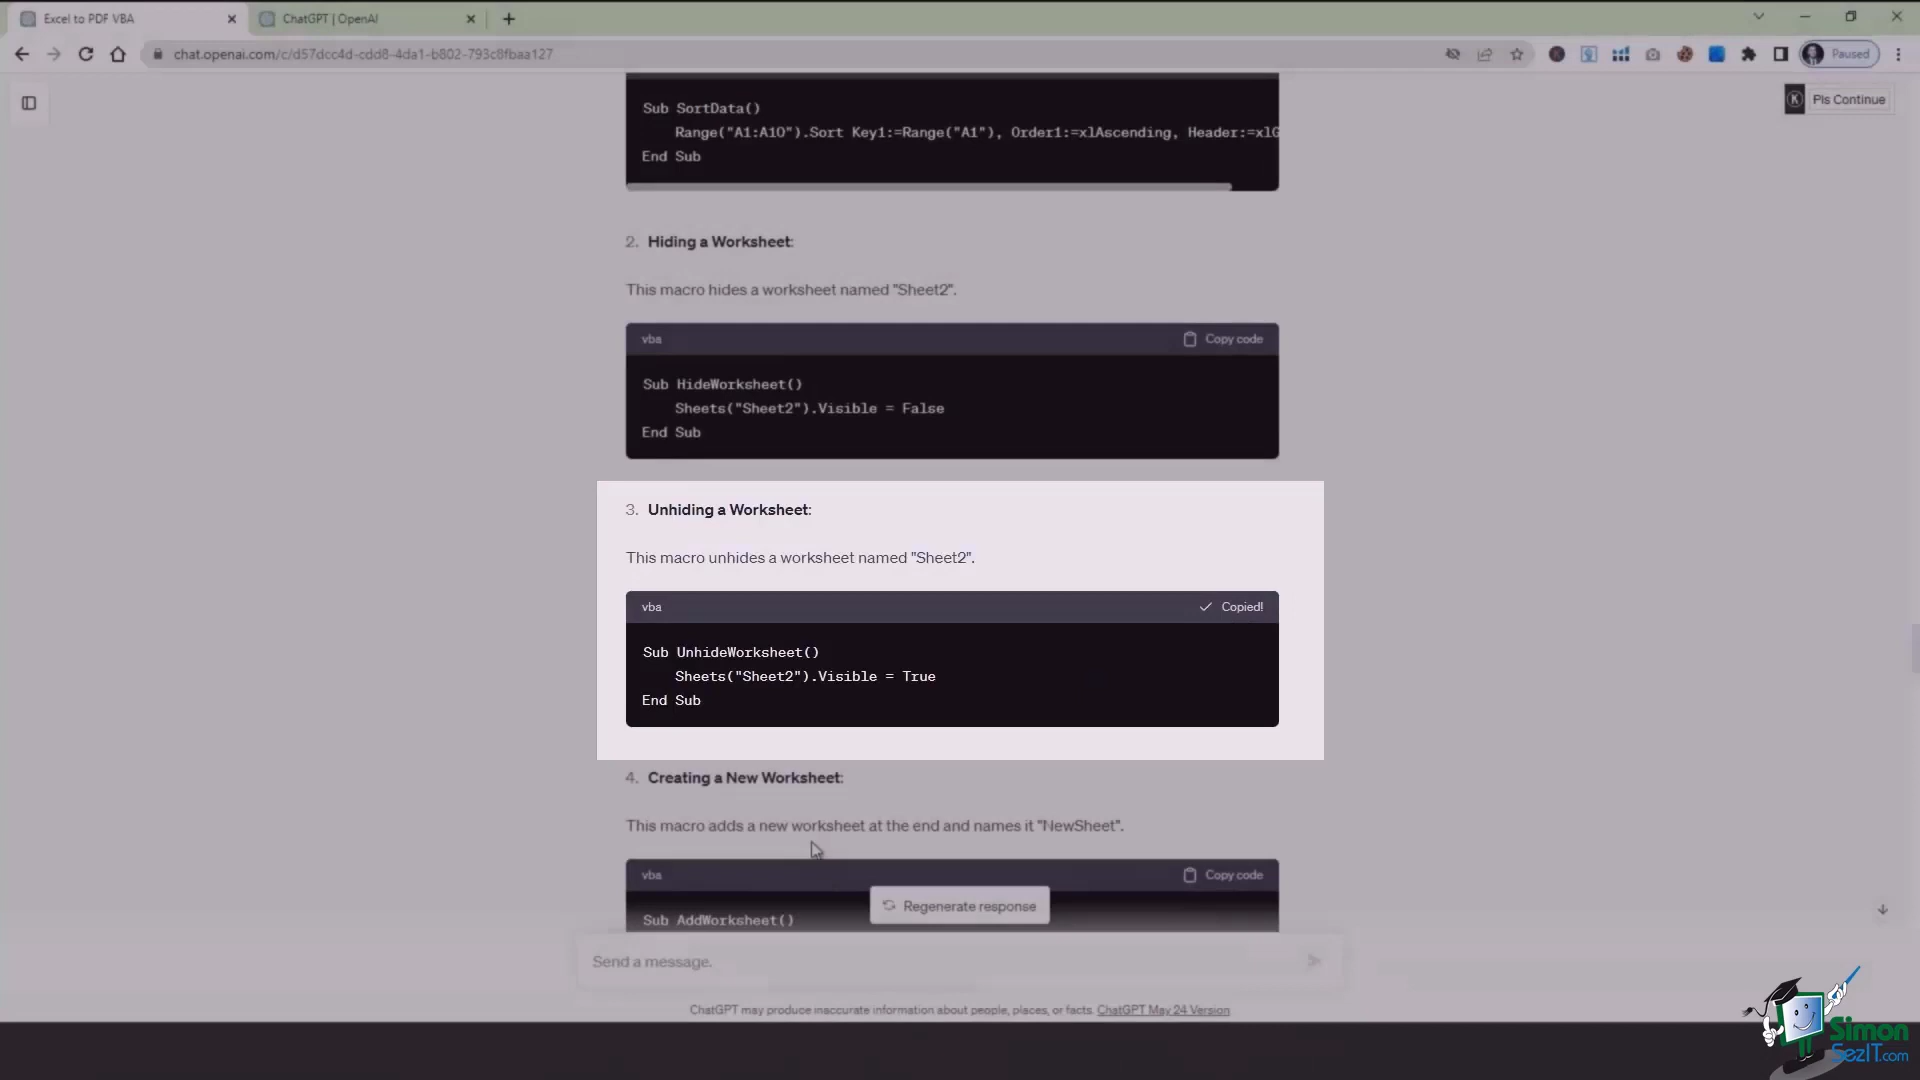 Excel to PDF VBA
ChatGPT | OpenAI
chat.openai.com/c/d57dcc4d-cdd8-4da1-b802-793c8fbaa127
Paused
Pls Continue
Sub SortData()
Range("A1:A10").Sort Key1:=Range("A1"), Order1:=xlAscending, Header:=xlG
End Sub
2. Hiding a Worksheet:
This macro hides a worksheet named "Sheet2".
vba
Copy code
Sub HideWorksheet()
Sheets("Sheet2").Visible = False
End Sub
3. Unhiding a Worksheet:
This macro unhides a worksheet named "Sheet2".
vba
Copied!
Sub UnhideWorksheet()
Sheets("Sheet2").Visible = True
End Sub
4. Creating a New Worksheet:
This macro adds a new worksheet at the end and names it "NewSheet".
vba
Copy code
Sub AddWorksheet()
Regenerate response
Send a message.
ChatGPT may produce inaccurate information about people, places, or facts. ChatGPT May 24 Version
Simon
SezIT.com